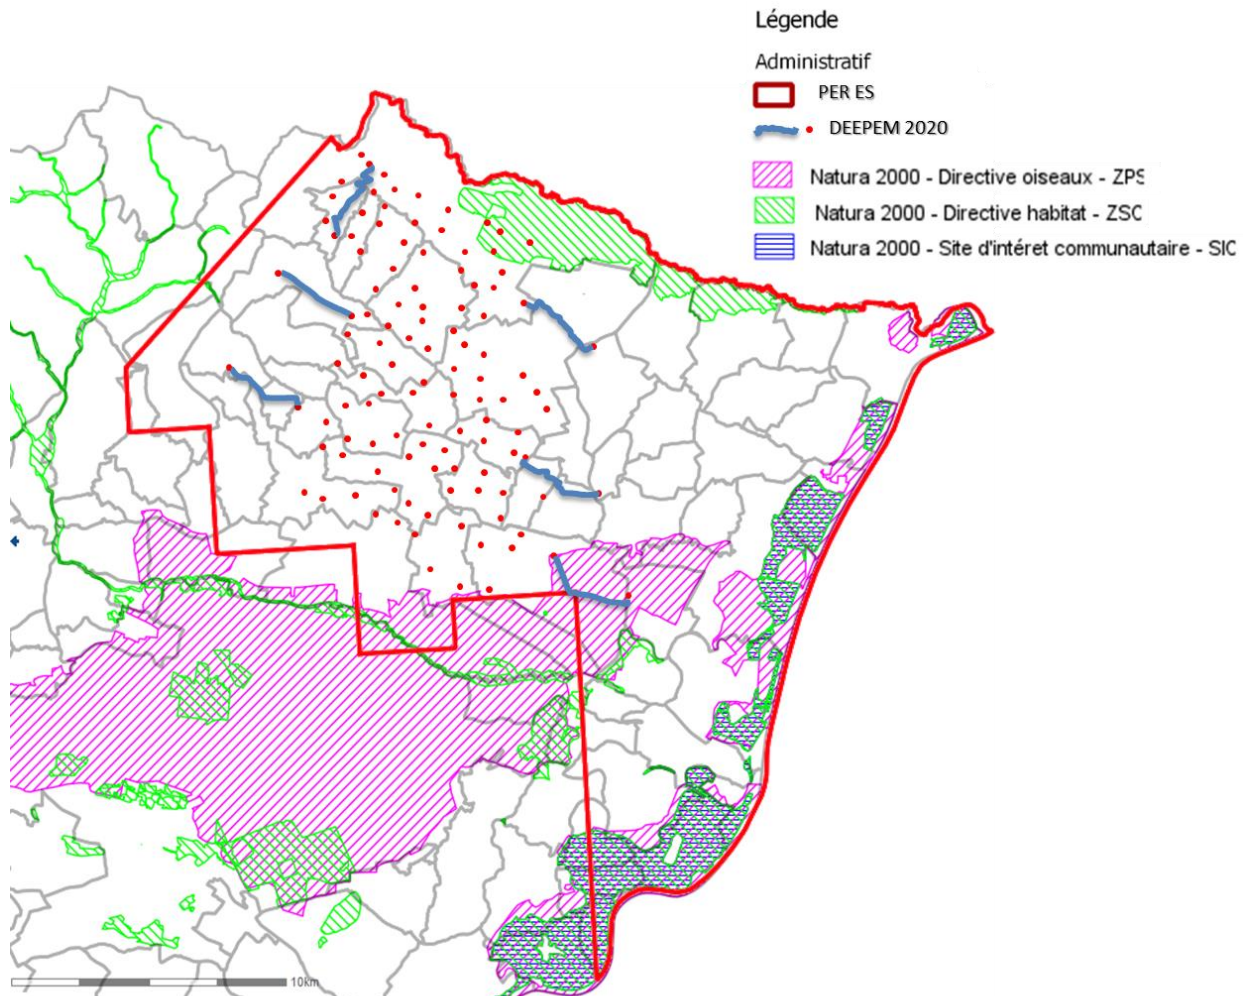 Légende
Administratif
PER ES
DEEPEM 2020
Natura 2000 - Directive oiseaux - ZPS
Natura 2000 - Directive habitat - ZSC
Natura 2000 - Site d'intéret communautaire - SIC
10km